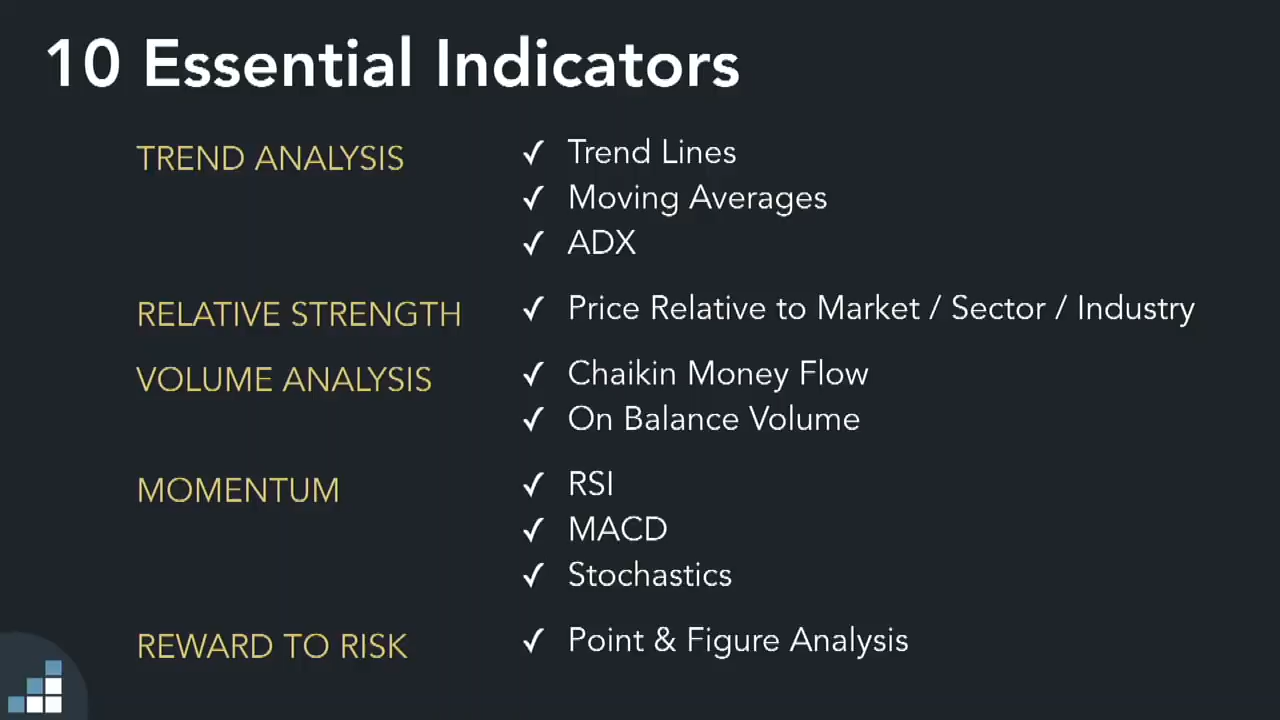 10 Essential Indicators
TREND ANALYSIS
✓ Trend Lines
✓ Moving Averages
✓ ADX
RELATIVE STRENGTH
✓ Price Relative to Market / Sector / Industry
VOLUME ANALYSIS
✓ Chaikin Money Flow
✓ On Balance Volume
MOMENTUM
✓ RSI
✓ MACD
✓ Stochastics
REWARD TO RISK
✓ Point & Figure Analysis